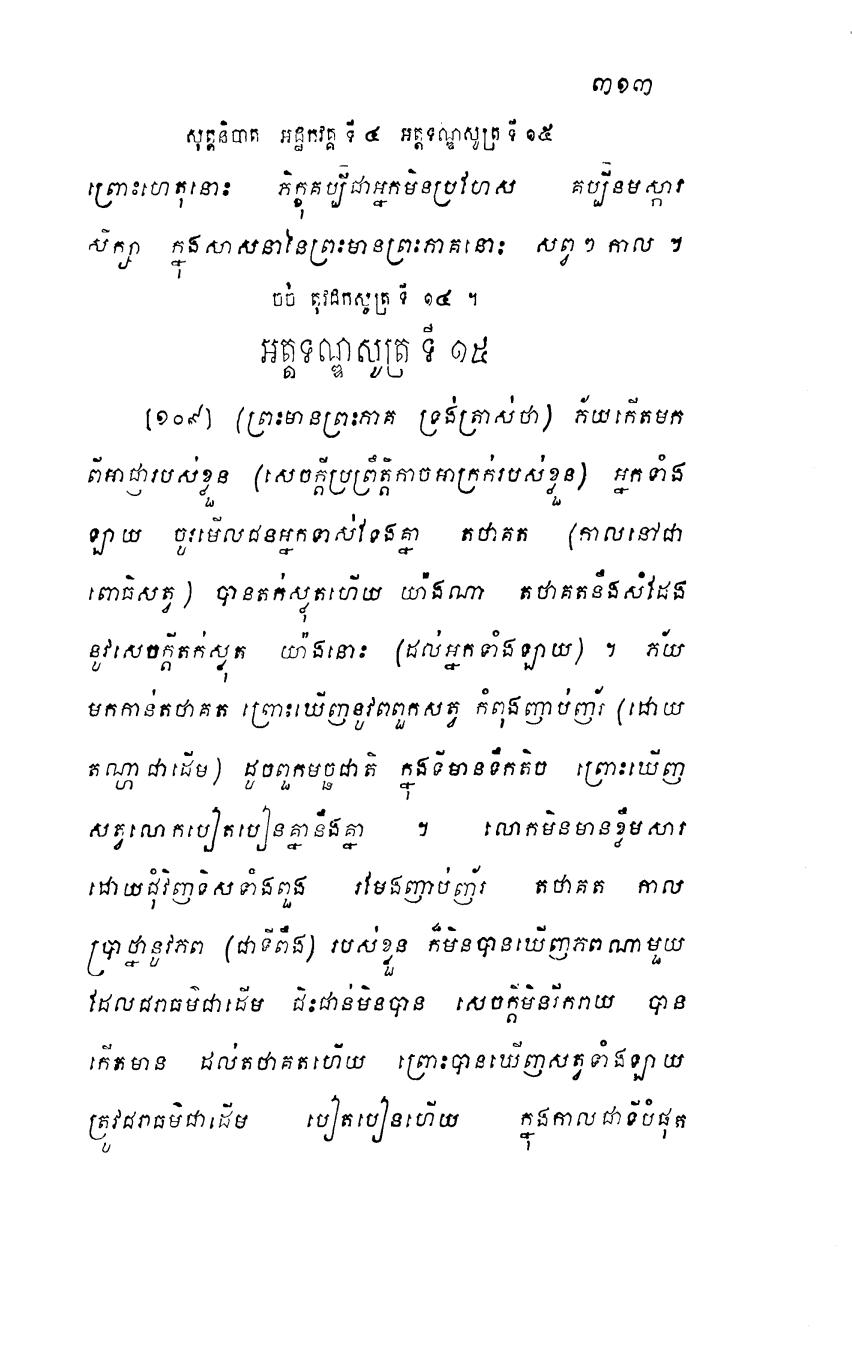 ៣១៣
សុត្តនិបាត អដ្ឋកវគ្គ ទី ៤ អត្តទណ្ឌសូត្រ ទី ១៥
ព្រោះហេតុនោះ ភិក្ខុគប្បីជាអ្នកមិនប្រហែស គប្បីនមស្ការ
សិក្សា ក្នុងសាសនានៃព្រះមានព្រះភាគនោះ សព្វ ៗ កាល ។
ចប់ តុវដកសូត្រ ទី ១៤ ។
អត្តទណ្ឌសូត្រ ទី ១៥
[១០៩] (ព្រះមានព្រះភាគ ទ្រង់ត្រាស់ថា) ភ័យកើតមក
ពីអាជ្ញារបស់ខ្លួន (សេចក្តីប្រព្រឹត្តិកាចអាក្រក់របស់ខ្លួន) អ្នកទាំង
ឡាយ ចូរមើលជនអ្នកទាស់ទែងគ្នា តថាគត (កាលនៅជា
ពោធិសត្វ) បានតក់ស្លុតហើយ យ៉ាងណា តថាគតនឹងសំដែង
នូវសេចក្តីតក់ស្លុត យ៉ាងនោះ (ដល់អ្នកទាំងឡាយ) ។ ភ័យ
មកកាន់តថាគត ព្រោះឃើញនូវពពួកសត្វ កំពុងញាប់ញ័រ (ដោយ
តណ្ហាជាដើម) ដូចពួកមច្ឆជាតិ ក្នុងទីមានទឹកតិច ព្រោះឃើញ
សត្វលោកបៀតបៀនគ្នានឹងគ្នា ។ លោកមិនមានខ្លឹមសារ
ដោយជុំវិញទិសទាំងពួង រមែងញាប់ញ័រ តថាគត កាល
ប្រាថ្នានូវភព (ជាទីពឹង) របស់ខ្លួន ក៏មិនបានឃើញភពណាមួយ
ដែលជរាធម៌ជាដើម ជិះជាន់មិនបាន សេចក្តីមិនរីករាយ បាន
កើតមាន ដល់តថាគតហើយ ព្រោះបានឃើញសត្វទាំងឡាយ
ត្រូវជរាធម៌ជាដើម បៀតបៀនហើយ ក្នុងកាលជាទីបំផុត